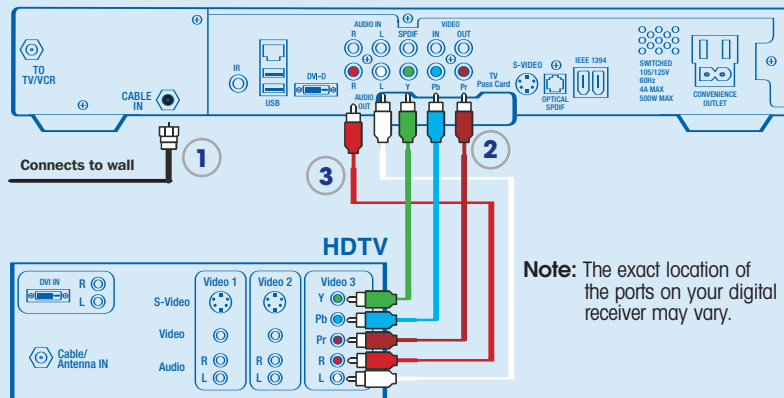 AUDIO IN
VIDEO
R L SPDIF IN OUT
TO
TV/VCR
CABLE
IN
IR
USB
DVI-D
R L Y Pb Pr
AUDIO
OUT
TV
Pass Card
S-VIDEO
OPTICAL
SPDIF
IEEE 1394
SWITCHED
105/125V
60Hz
4A MAX
500W MAX
CONVENIENCE
OUTLET
Connects to wall
1
2
3
HDTV
DVI IN
R
L
Cable/
Antenna IN
Video 1
Video 2
Video 3
S-Video
Video
Audio
R
L
R
L
Y
Pb
Pr
R
L
Note: The exact location of
the ports on your digital
receiver may vary.